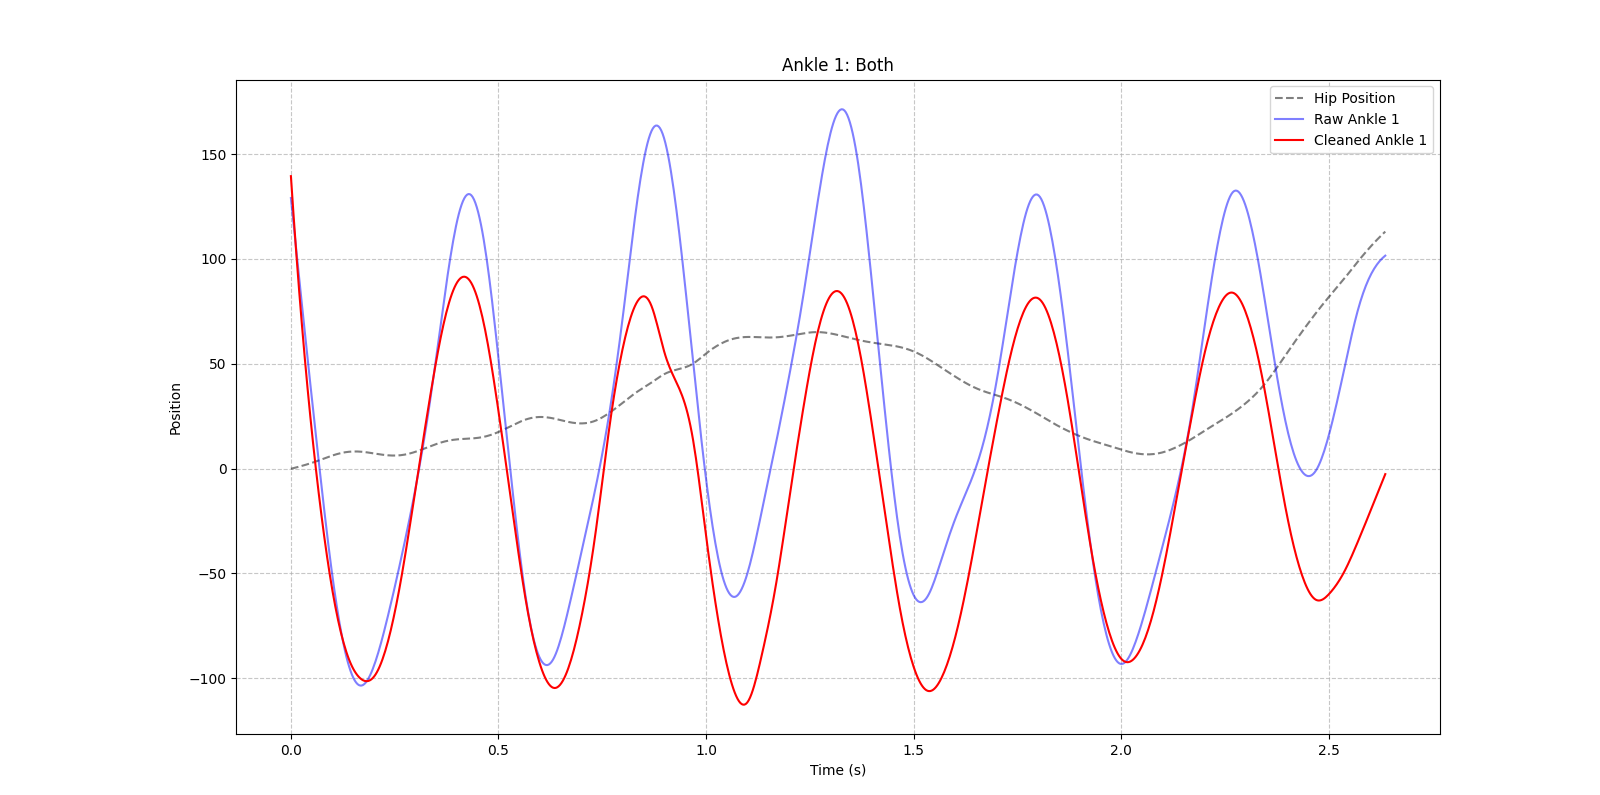 Ankle 1: Both
Hip Position
Raw Ankle 1
Cleaned Ankle 1
Position
150
100
50
0
−50
−100
0.0 0.5 1.0 1.5 2.0 2.5
Time (s)